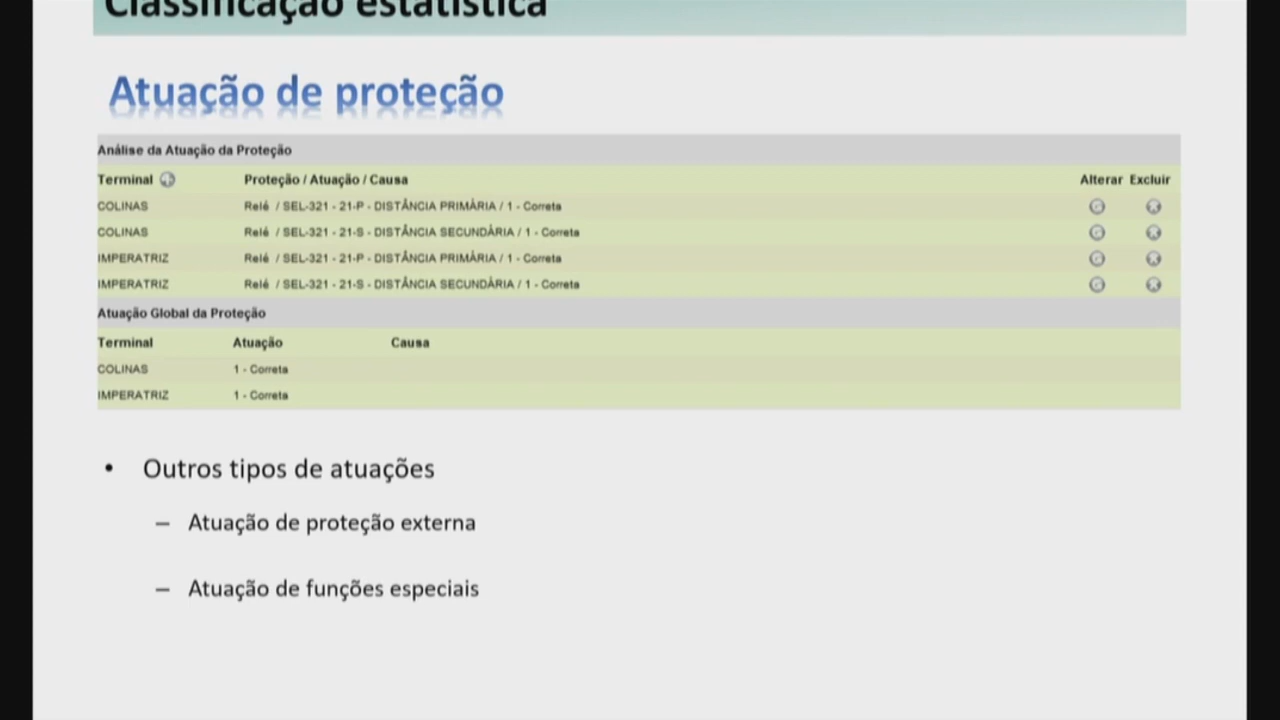 Classificação estatística
Atuação de proteção
Análise da Atuação da Proteção
Terminal Proteção / Atuação / Causa Alterar Excluir
COLINAS Relé / SEL-321 - 21-P - DISTÂNCIA PRIMÁRIA / 1 - Correta
COLINAS Relé / SEL-321 - 21-S - DISTÂNCIA SECUNDÁRIA / 1 - Correta
IMPERATRIZ Relé / SEL-321 - 21-P - DISTÂNCIA PRIMÁRIA / 1 - Correta
IMPERATRIZ Relé / SEL-321 - 21-S - DISTÂNCIA SECUNDÁRIA / 1 - Correta
Atuação Global da Proteção
Terminal Atuação Causa
COLINAS 1 - Correta
IMPERATRIZ 1 - Correta
• Outros tipos de atuações
– Atuação de proteção externa
– Atuação de funções especiais